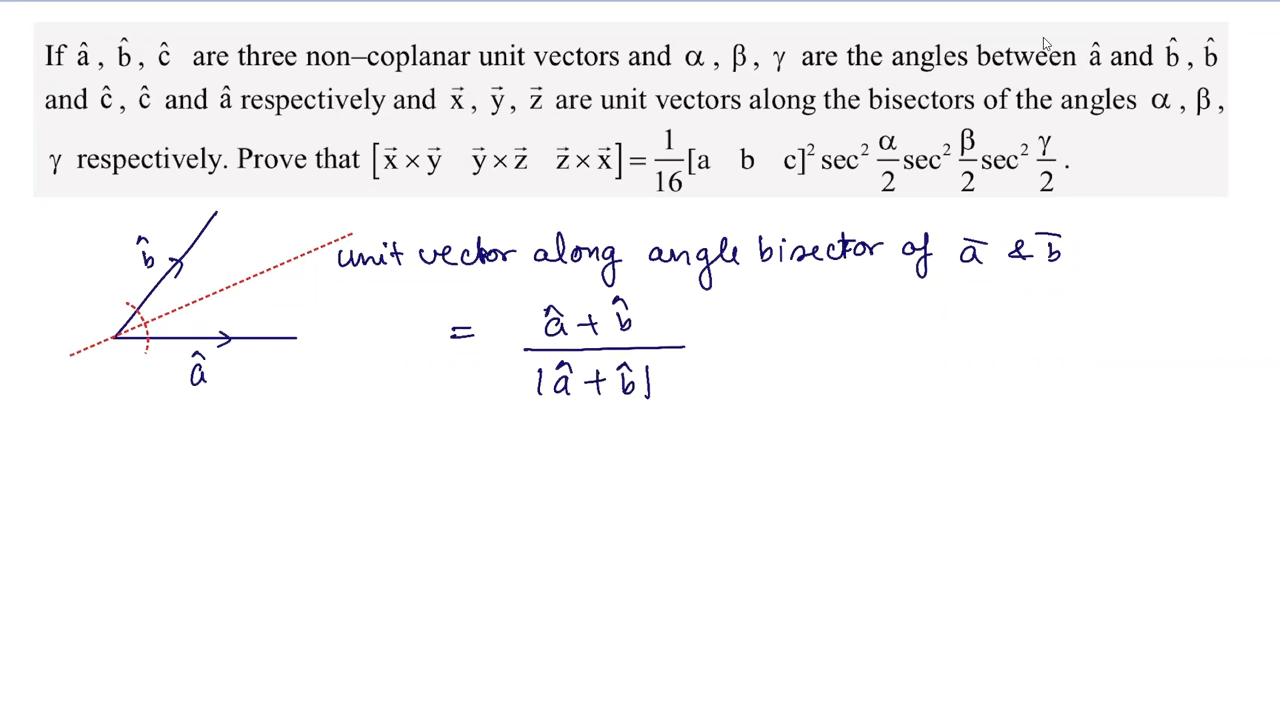 If â , b̂ , ĉ are three non–coplanar unit vectors and α , β , γ are the angles between â and b̂ , b̂
and ĉ , ĉ and â respectively and x⃗ , y⃗ , z⃗ are unit vectors along the bisectors of the angles α , β ,
γ respectively. Prove that [x⃗ × y⃗   y⃗ × z⃗   z⃗ × x⃗] = 1/16 [a b c]² sec² α/2 sec² β/2 sec² γ/2 .
b̂
unit vector along angle bisector of a̅ & b̅
= (â + b̂) / |â + b̂|
â